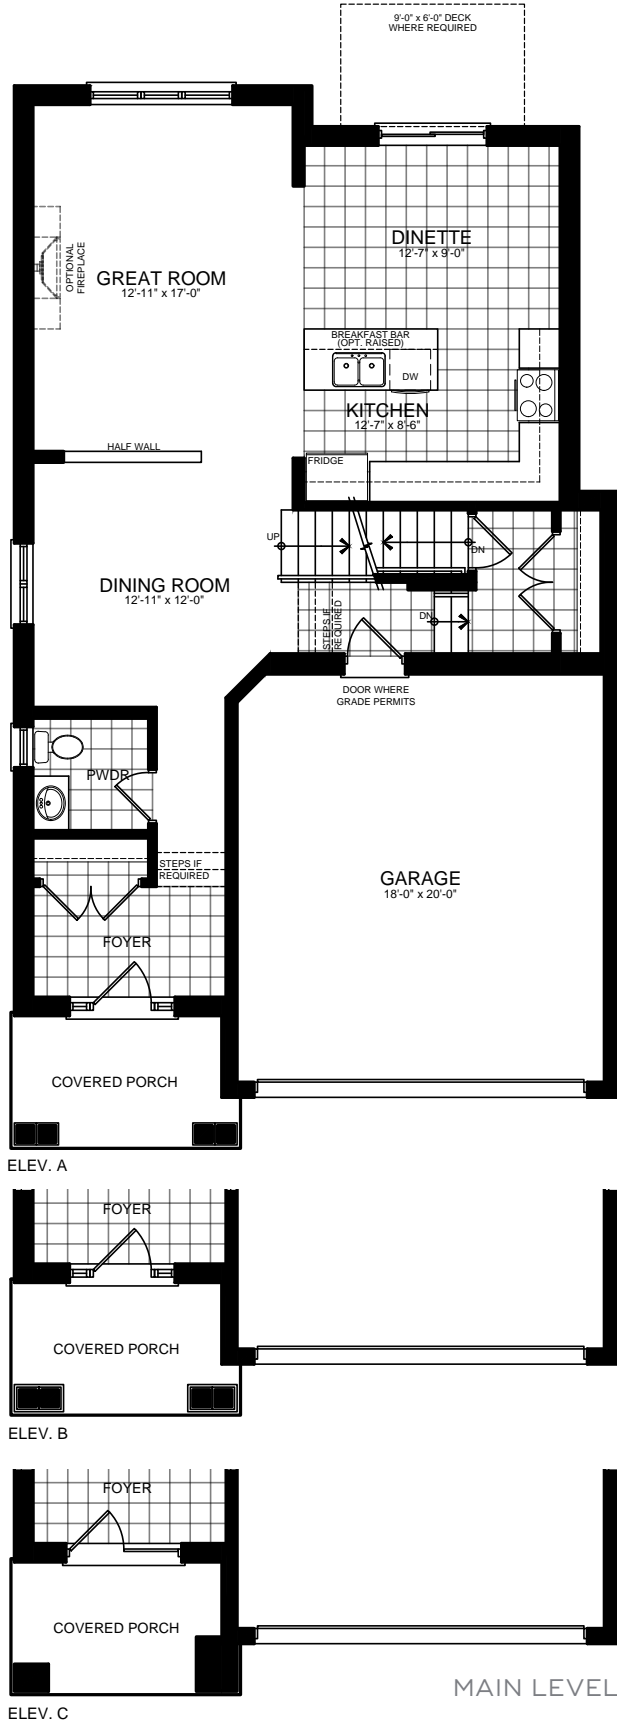 9'-0" x 6'-0" DECK
WHERE REQUIRED
DINETTE
12'-7" x 9'-0"
OPTIONAL
FIREPLACE
GREAT ROOM
12'-11" x 17'-0"
BREAKFAST BAR
(OPT. RAISED)
DW
KITCHEN
12'-7" x 8'-6"
HALF WALL
FRIDGE
UP
DN
DINING ROOM
12'-11" x 12'-0"
STEPS IF
REQUIRED
DN
DOOR WHERE
GRADE PERMITS
PWDR
STEPS IF
REQUIRED
GARAGE
18'-0" x 20'-0"
FOYER
COVERED PORCH
ELEV. A
FOYER
COVERED PORCH
ELEV. B
FOYER
COVERED PORCH
MAIN LEVEL
ELEV. C